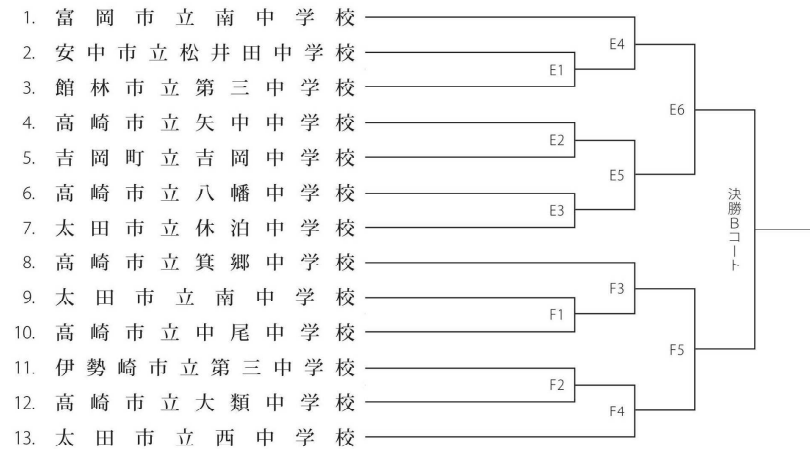 1. 富岡市立南中学校
2. 安中市立松井田中学校
3. 館林市立第三中学校
4. 高崎市立矢中中学校
5. 吉岡町立吉岡中学校
6. 高崎市立八幡中学校
7. 太田市立休泊中学校
8. 高崎市立箕郷中学校
9. 太田市立南中学校
10. 高崎市立中尾中学校
11. 伊勢崎市立第三中学校
12. 高崎市立大類中学校
13. 太田市立西中学校
E4
E1
E6
E2
E5
E3
決勝Bコート
F3
F1
F5
F2
F4